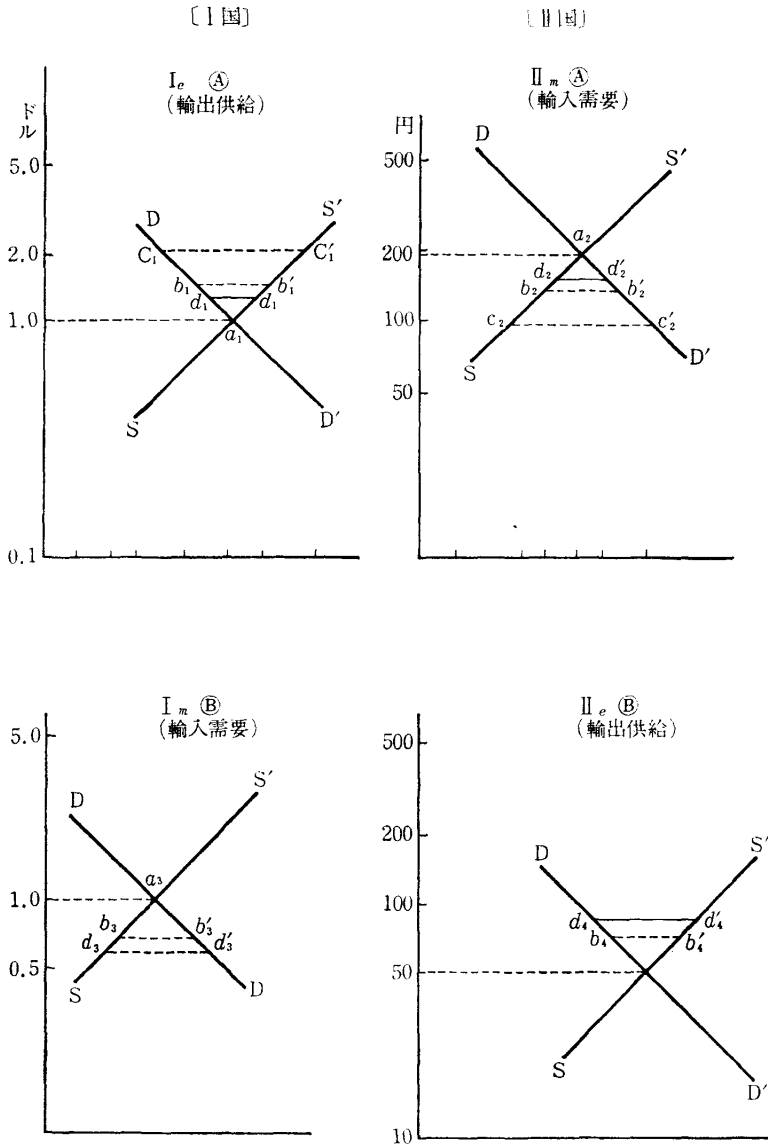 〔Ⅰ国〕
〔Ⅱ国〕
Ⅰe Ⓐ
(輸出供給)
ドル
5.0
2.0
1.0
0.1
D
S′
C₁
C′₁
b₁
b′₁
d₁
d₁
a₁
S
D′
Ⅱm Ⓐ
(輸入需要)
円
500
200
100
50
D
S′
a₂
d₂
d′₂
b₂
b′₂
c₂
c′₂
S
D′
Ⅰm Ⓑ
(輸入需要)
5.0
1.0
0.5
D
S′
a₃
b₃
b′₃
d₃
d′₃
S
D
Ⅱe Ⓑ
(輸出供給)
500
200
100
50
10
D
S′
d₄
d′₄
b₄
b′₄
S
D′